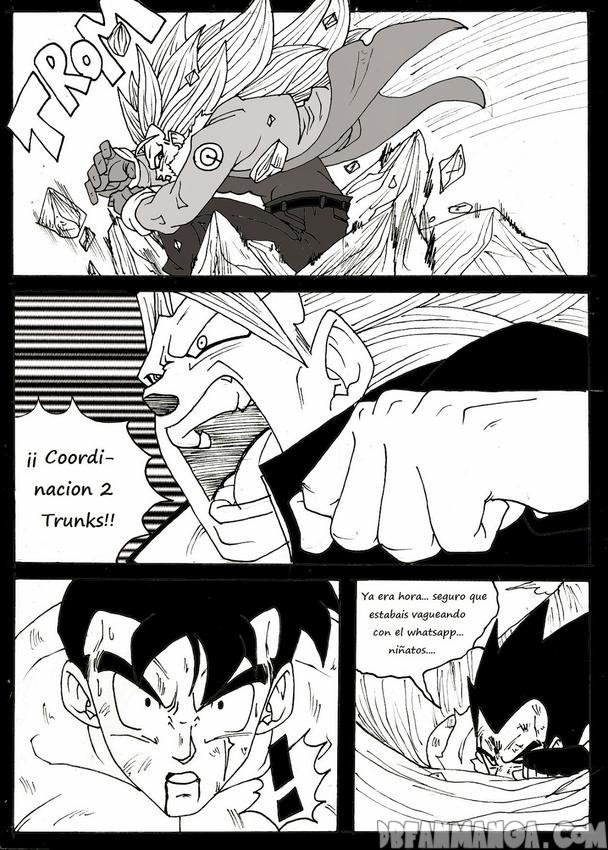 TROM
¡¡ Coordi-
nacion 2
Trunks!!
Ya era hora... seguro que
estabais vagueando
con el whatsapp...
niñatos....
!
DBFANMANGA.COM